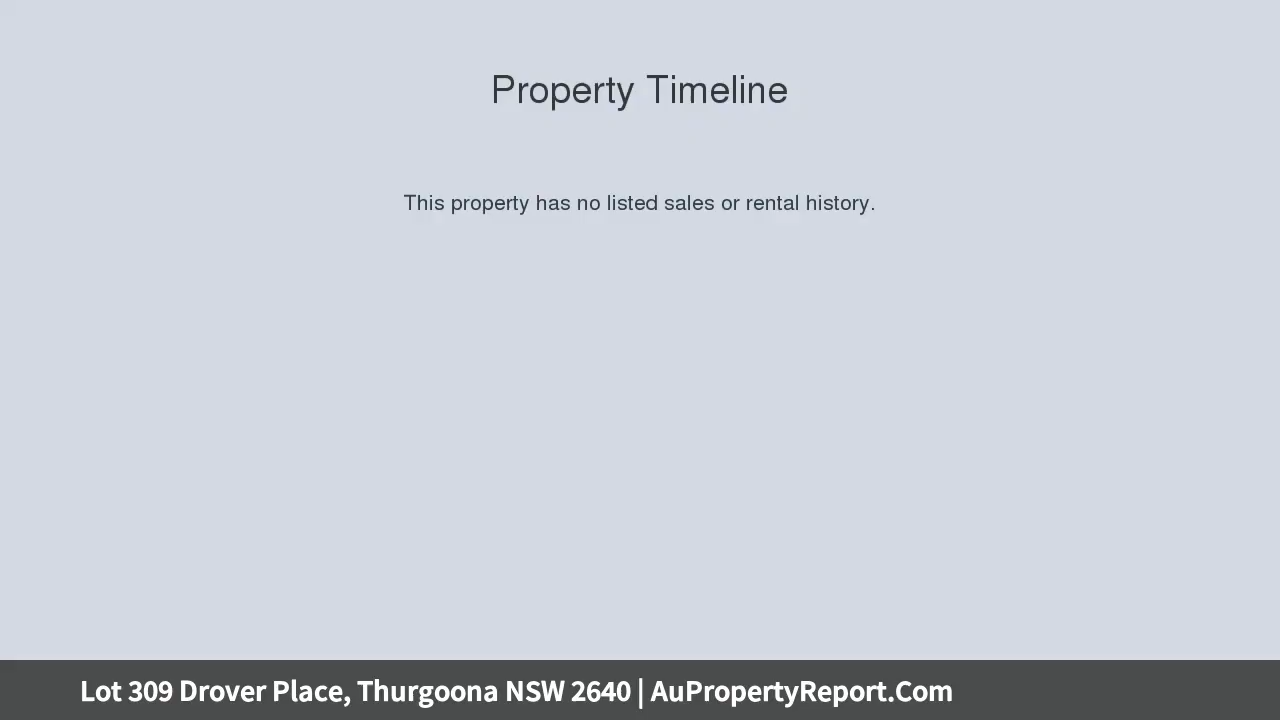 Property Timeline
This property has no listed sales or rental history.
Lot 309 Drover Place, Thurgoona NSW 2640 | AuPropertyReport.Com